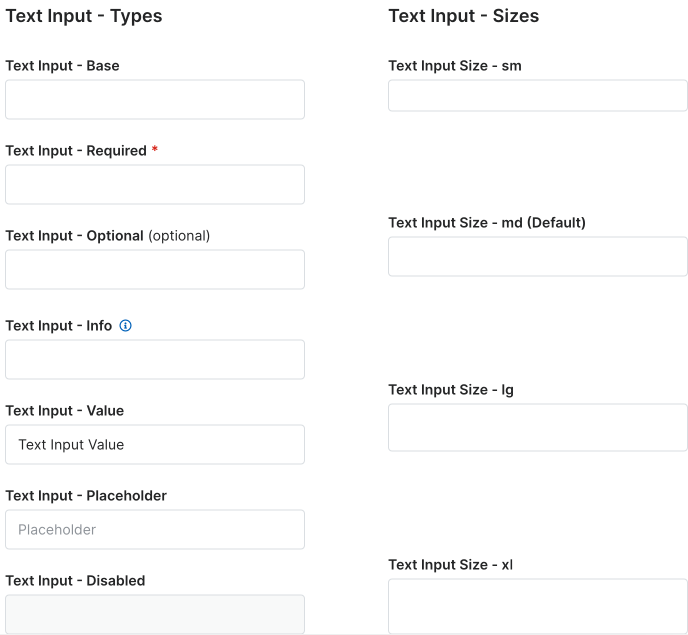 Text Input - Types
Text Input - Base
Text Input - Required *
Text Input - Optional (optional)
Text Input - Info
Text Input - Value
Text Input Value
Text Input - Placeholder
Placeholder
Text Input - Disabled
Text Input - Sizes
Text Input Size - sm
Text Input Size - md (Default)
Text Input Size - lg
Text Input Size - xl